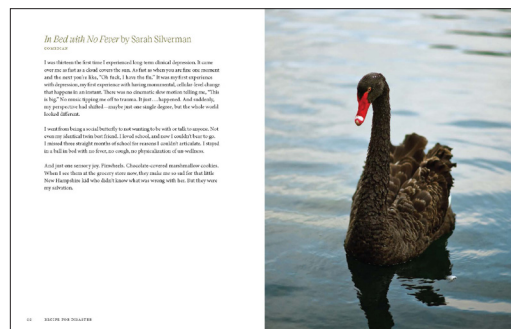 In Bed with No Fever by Sarah Silverman
COMEDIAN
I was thirteen the first time I experienced long-term clinical depression. It came
over me as fast as a cloud covers the sun. As fast as when you are fine one moment
and the next you're like, "Oh fuck, I have the flu." It was my first experience
with depression, my first experience with having monumental, cellular level change
that happens in an instant. There was no cinematic slow motion telling me, "This
is big." No music tipping me off to trauma. It just . . . happened. And suddenly,
my perspective had shifted—maybe just one single degree, but the whole world
looked different.
I went from being a social butterfly to not wanting to be with or talk to anyone. Not
even my identical twin best friend. I loved school, and now I couldn't bear to go.
I missed three straight months of school for reasons I couldn't articulate. I stayed
in a ball in bed with no fever, no cough, no physicalization of un-wellness.
And just one sensory joy. Pinwheels. Chocolate-covered marshmallow cookies.
When I see them at the grocery store now, they make me so sad for that little
New Hampshire kid who didn't know what was wrong with her. But they were
my salvation.
RECIPE FOR DISASTER